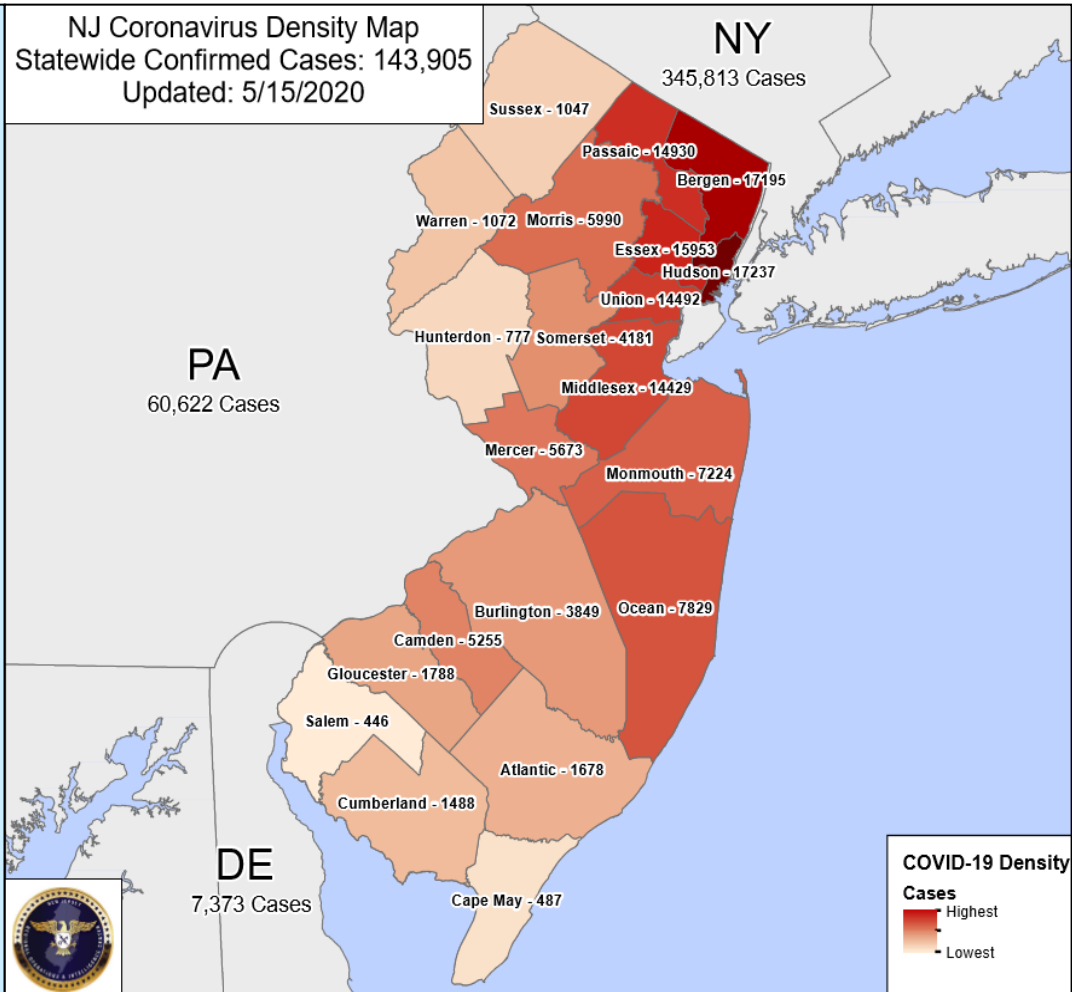 NJ Coronavirus Density Map
Statewide Confirmed Cases: 143,905
Updated: 5/15/2020
NY
345,813 Cases
Sussex - 1047
Passaic - 14930
Bergen - 17195
Warren - 1072
Morris - 5990
Essex - 15953
Hudson - 17237
Union - 14492
Hunterdon - 777
Somerset - 4181
PA
60,622 Cases
Middlesex - 14429
Mercer - 5673
Monmouth - 7224
Burlington - 3849
Ocean - 7829
Camden - 5255
Gloucester - 1788
Salem - 446
Atlantic - 1678
Cumberland - 1488
DE
7,373 Cases
Cape May - 487
COVID-19 Density
Cases
Highest
Lowest
NEW JERSEY